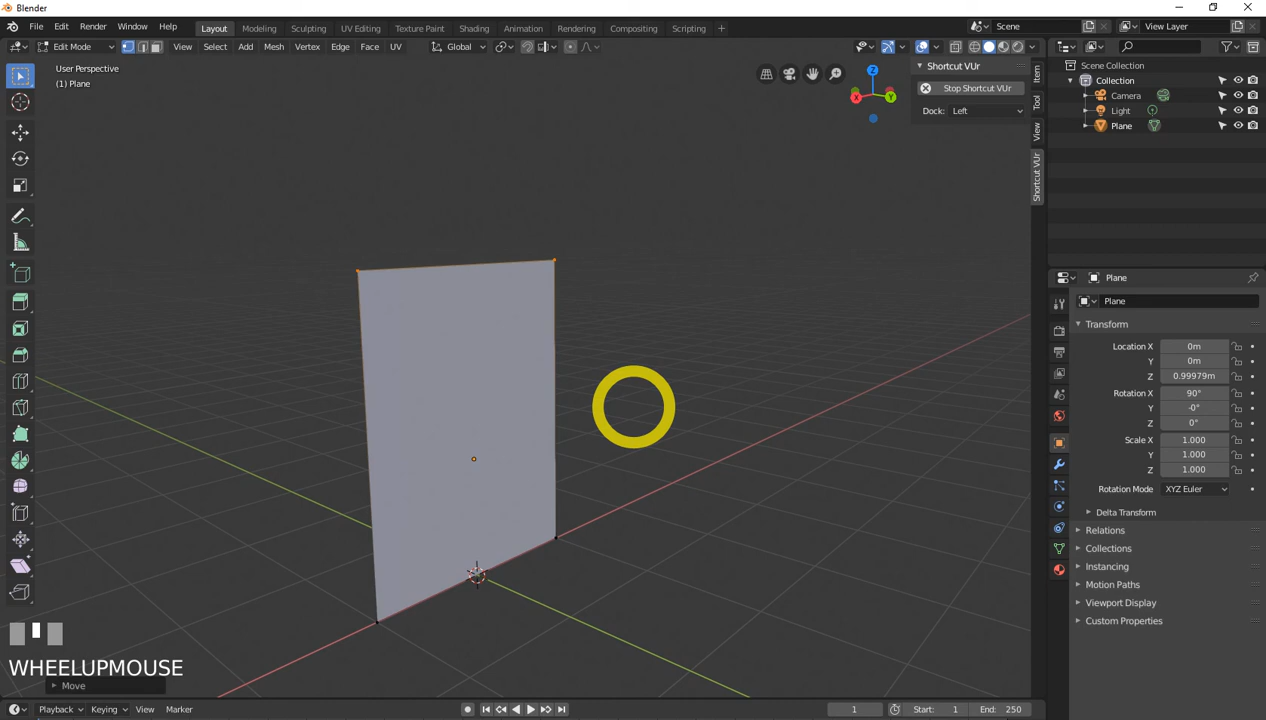 Blender
File Edit Render Window Help Layout Modeling Sculpting UV Editing Texture Paint Shading Animation Rendering Compositing Scripting + Scene View Layer
Edit Mode View Select Add Mesh Vertex Edge Face UV Global
User Perspective
(1) Plane
Z
X
Y
Shortcut VUr
Stop Shortcut VUr
Dock: Left
Item
Tool
View
Shortcut VUr
Scene Collection
Collection
Camera
Light
Plane
Plane
Plane
Transform
Location X 0m
Y 0m
Z 0.99979m
Rotation X 90°
Y -0°
Z 0°
Scale X 1.000
Y 1.000
Z 1.000
Rotation Mode XYZ Euler
Delta Transform
Relations
Collections
Instancing
Motion Paths
Viewport Display
Custom Properties
WHEELUPMOUSE
Move
Playback Keying View Marker 1 Start: 1 End: 250